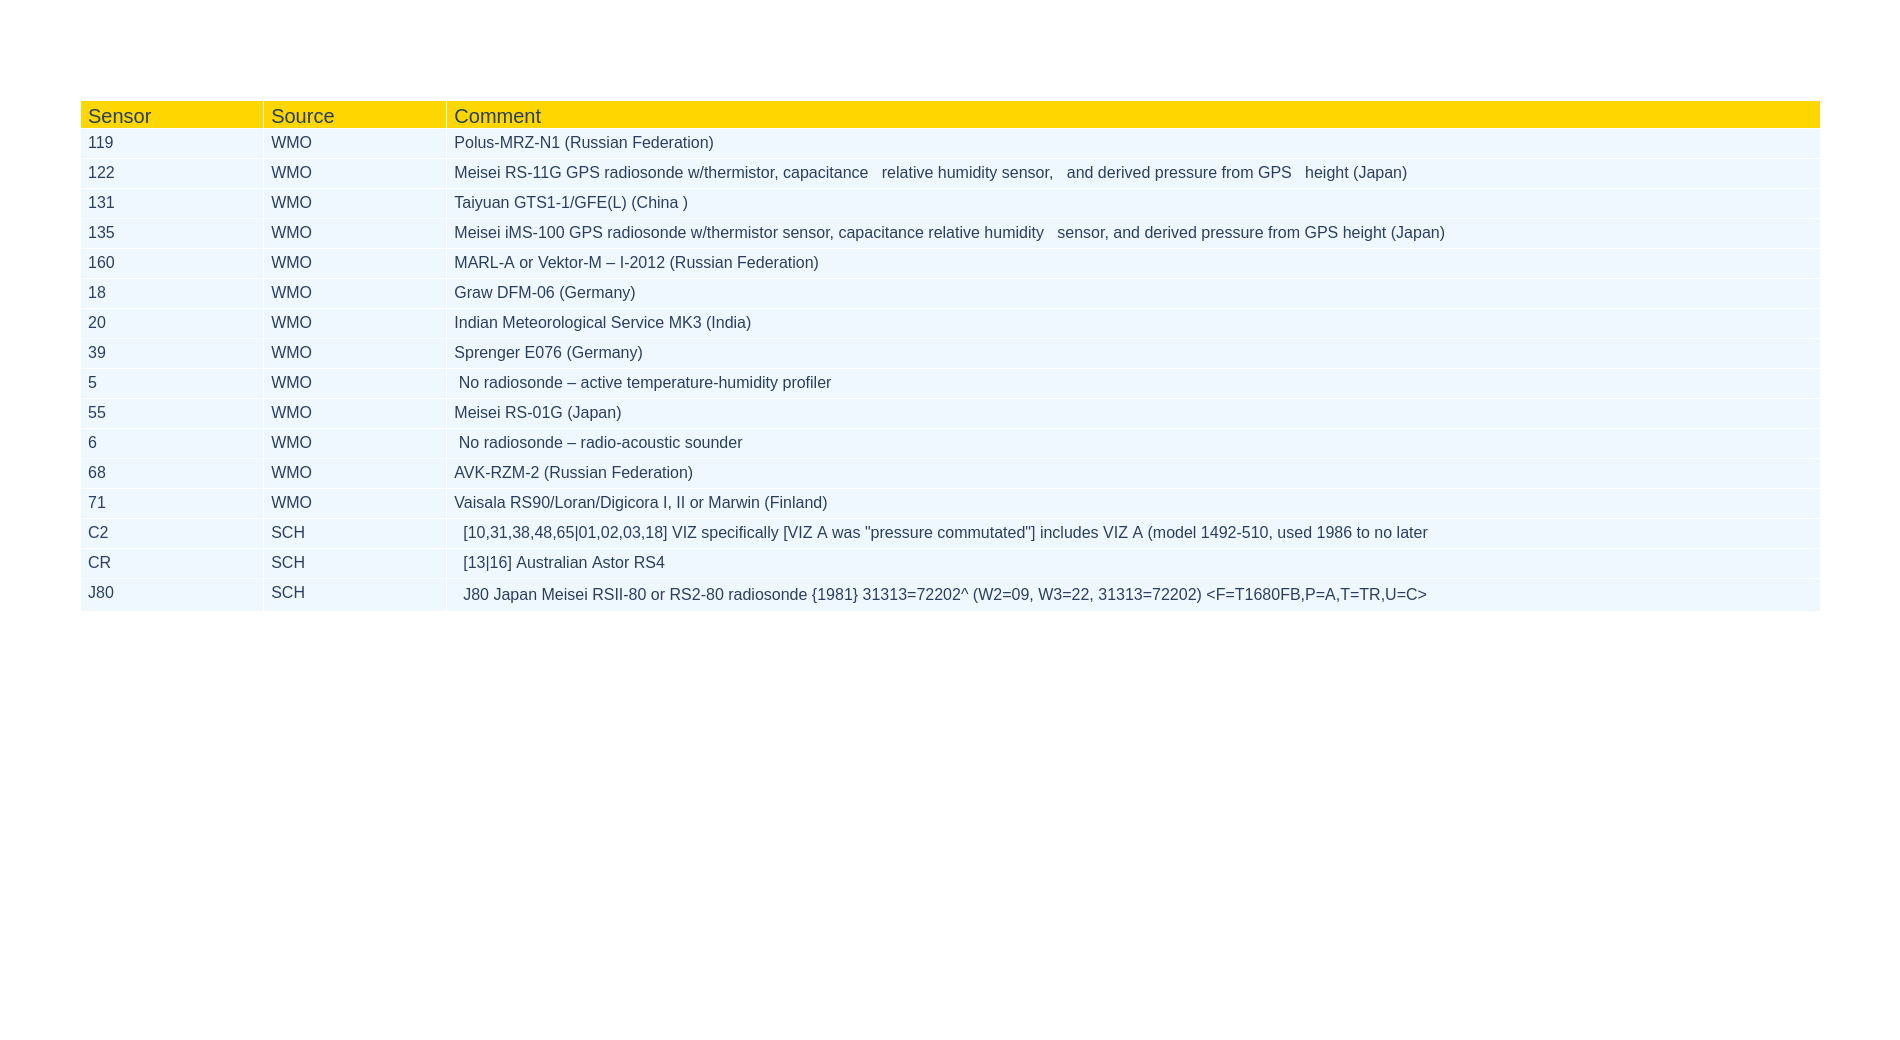 Sensor Source Comment
119 WMO Polus-MRZ-N1 (Russian Federation)
122 WMO Meisei RS-11G GPS radiosonde w/thermistor, capacitance   relative humidity sensor,   and derived pressure from GPS   height (Japan)
131 WMO Taiyuan GTS1-1/GFE(L) (China )
135 WMO Meisei iMS-100 GPS radiosonde w/thermistor sensor, capacitance relative humidity   sensor, and derived pressure from GPS height (Japan)
160 WMO MARL-A or Vektor-M – I-2012 (Russian Federation)
18 WMO Graw DFM-06 (Germany)
20 WMO Indian Meteorological Service MK3 (India)
39 WMO Sprenger E076 (Germany)
5 WMO No radiosonde – active temperature-humidity profiler
55 WMO Meisei RS-01G (Japan)
6 WMO No radiosonde – radio-acoustic sounder
68 WMO AVK-RZM-2 (Russian Federation)
71 WMO Vaisala RS90/Loran/Digicora I, II or Marwin (Finland)
C2 SCH [10,31,38,48,65|01,02,03,18] VIZ specifically [VIZ A was "pressure commutated"] includes VIZ A (model 1492-510, used 1986 to no later
CR SCH [13|16] Australian Astor RS4
J80 SCH J80 Japan Meisei RSII-80 or RS2-80 radiosonde {1981} 31313=72202^ (W2=09, W3=22, 31313=72202) <F=T1680FB,P=A,T=TR,U=C>